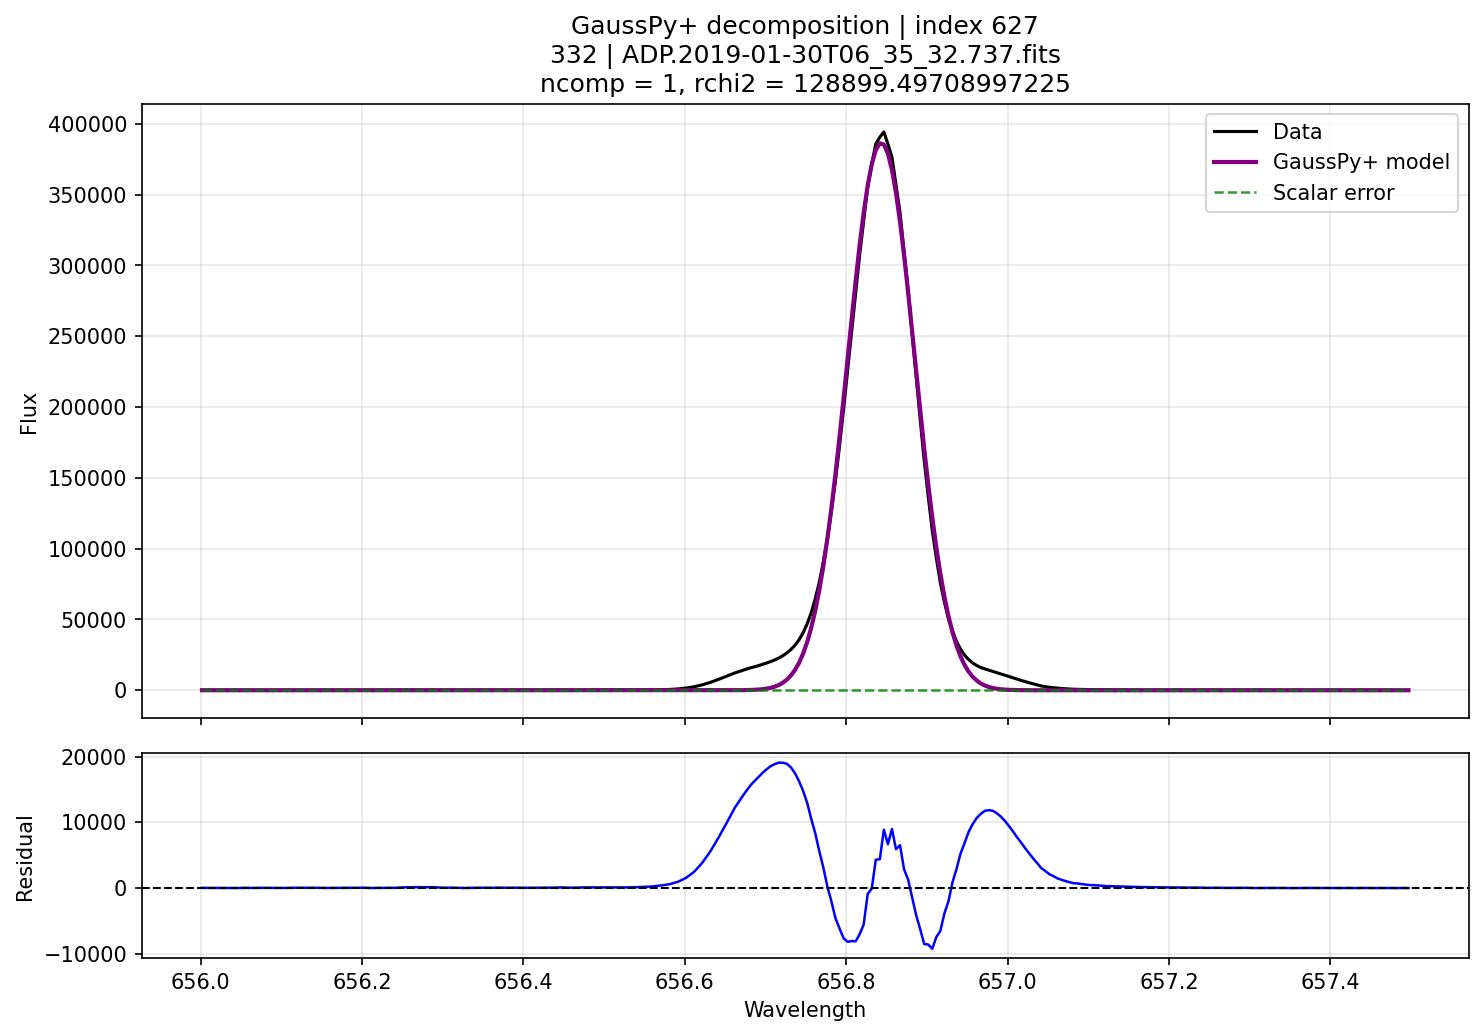 GaussPy+ decomposition | index 627
332 | ADP.2019-01-30T06_35_32.737.fits
ncomp = 1, rchi2 = 128899.49708997225
Data
GaussPy+ model
Scalar error
400000
350000
300000
250000
200000
150000
100000
50000
0
Flux
20000
10000
0
−10000
Residual
656.0 656.2 656.4 656.6 656.8 657.0 657.2 657.4
Wavelength